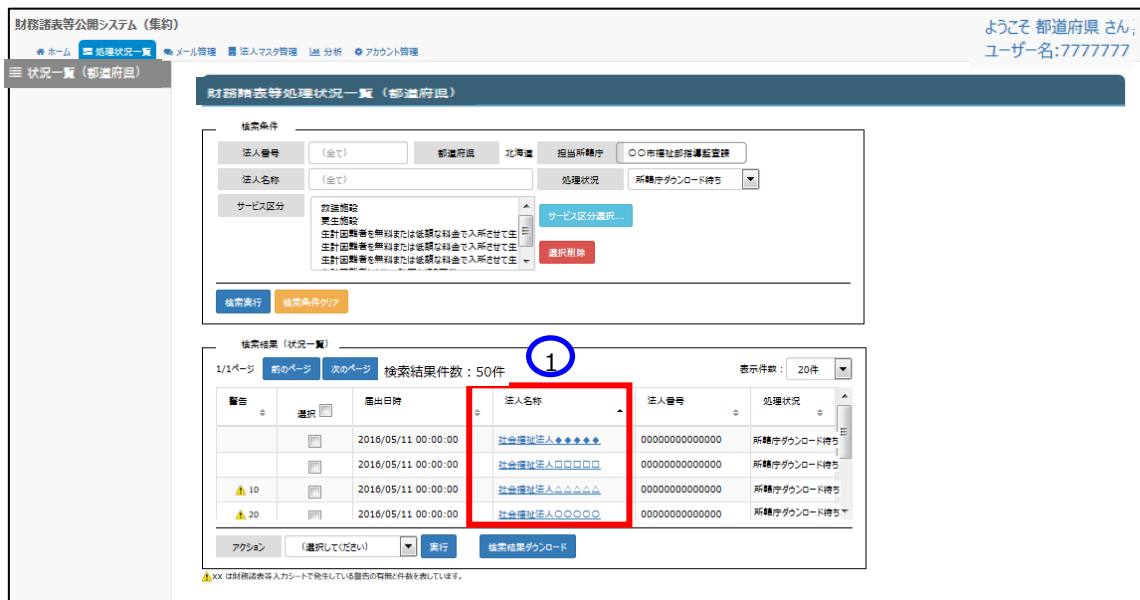 財務諸表等公開システム（集約）
ようこそ 都道府県 さん
ユーザー名:7777777
ホーム 処理状況一覧 メール管理 法人マスタ管理 分析 アカウント管理
状況一覧（都道府県）
財務諸表等処理状況一覧（都道府県）
検索条件
法人番号 （全て） 都道府県 北海道 担当所轄庁 〇〇市福祉部指導監査課
法人名称 （全て） 処理状況 所轄庁ダウンロード待ち
サービス区分
救護施設
更生施設
生計困難者を無料または低額な料金で入所させて生
生計困難者を無料または低額な料金で入所させて生
生計困難者を無料または低額な料金で入所させて生
サービス区分選択...
選択削除
検索実行 検索条件クリア
検索結果（状況一覧）
1
1/1ページ 前のページ 次のページ 検索結果件数：50件 表示件数： 20件
警告 選択 届出日時 法人名称 法人番号 処理状況
2016/05/11 00:00:00 社会福祉法人◆◆◆◆◆ 00000000000000 所轄庁ダウンロード待ち
2016/05/11 00:00:00 社会福祉法人□□□□□ 00000000000000 所轄庁ダウンロード待ち
10 2016/05/11 00:00:00 社会福祉法人△△△△△ 00000000000000 所轄庁ダウンロード待ち
20 2016/05/11 00:00:00 社会福祉法人〇〇〇〇〇 00000000000000 所轄庁ダウンロード待ち
アクション （選択してください） 実行 検索結果ダウンロード
XX は財務諸表等入力シートで発生している警告の有無と件数を表しています。